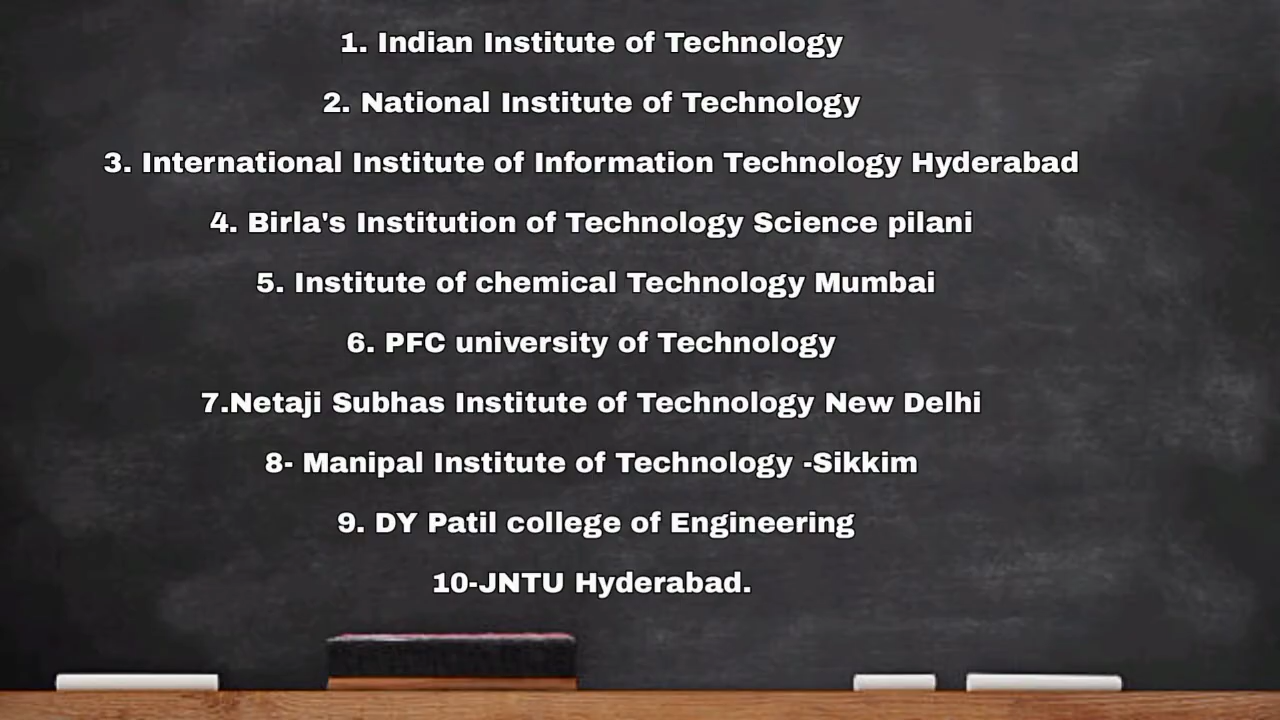 1. Indian Institute of Technology
2. National Institute of Technology
3. International Institute of Information Technology Hyderabad
4. Birla's Institution of Technology Science pilani
5. Institute of chemical Technology Mumbai
6. PFC university of Technology
7.Netaji Subhas Institute of Technology New Delhi
8- Manipal Institute of Technology -Sikkim
9. DY Patil college of Engineering
10-JNTU Hyderabad.